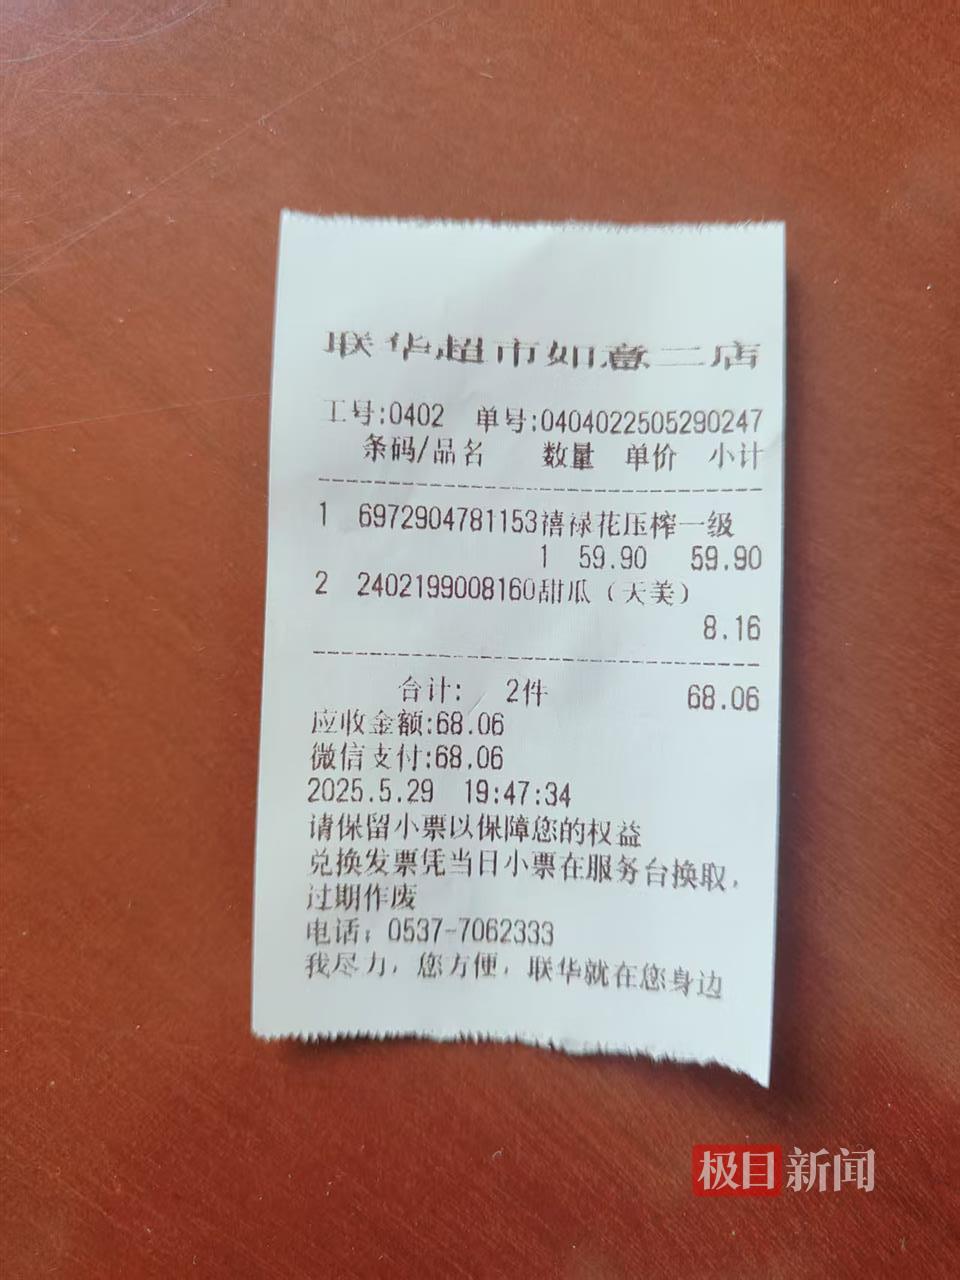 联华超市如意二店
工号:0402 单号:0404022505290247
条码/品名 数量 单价 小计
1 6972904781153禧禄花压榨一级
1 59.90 59.90
2 2402199008160甜瓜（天美）
8.16
合计: 2件 68.06
应收金额:68.06
微信支付:68.06
2025.5.29 19:47:34
请保留小票以保障您的权益
兑换发票凭当日小票在服务台换取,
过期作废
电话: 0537-7062333
我尽力, 您方便, 联华就在您身边
极目新闻